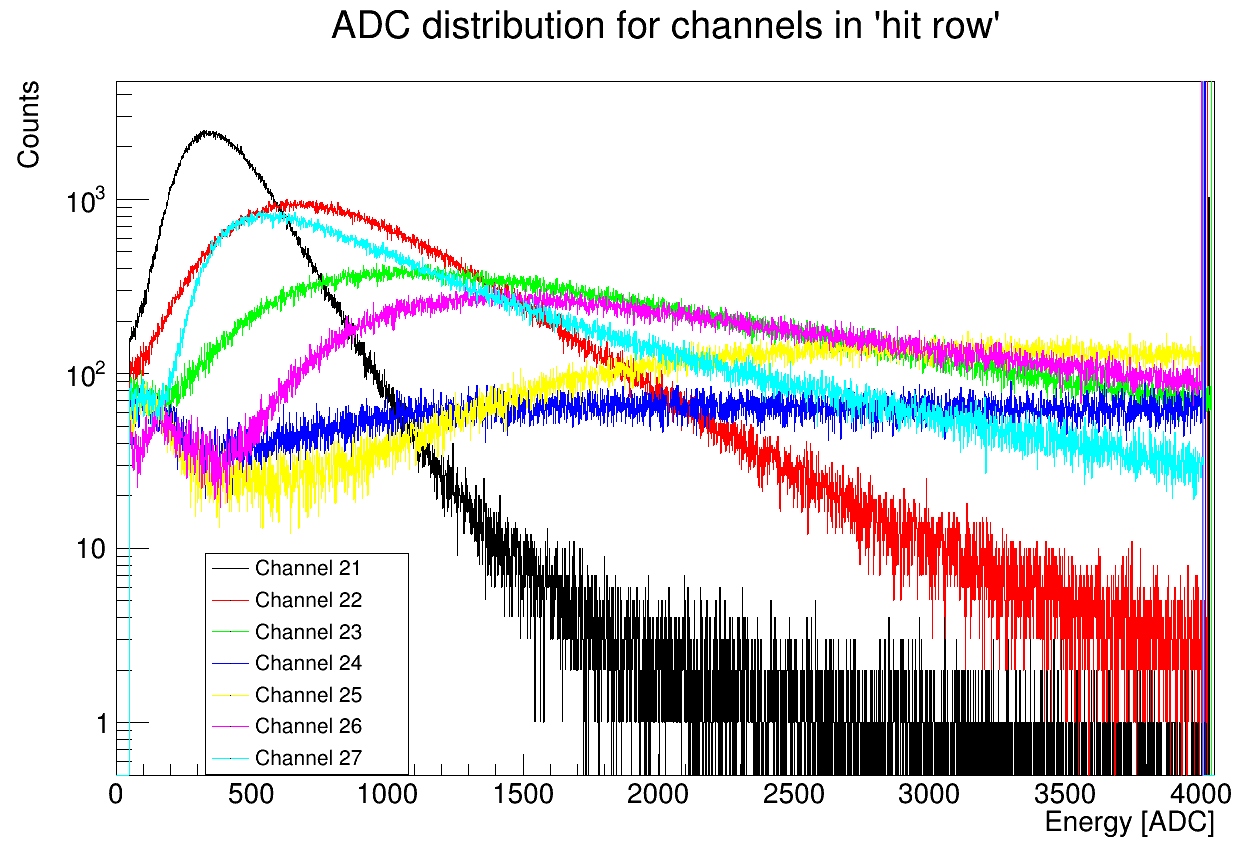 ADC distribution for channels in 'hit row'
Counts
10³
10²
10
1
Channel 21
Channel 22
Channel 23
Channel 24
Channel 25
Channel 26
Channel 27
0 500 1000 1500 2000 2500 3000 3500 4000
Energy [ADC]